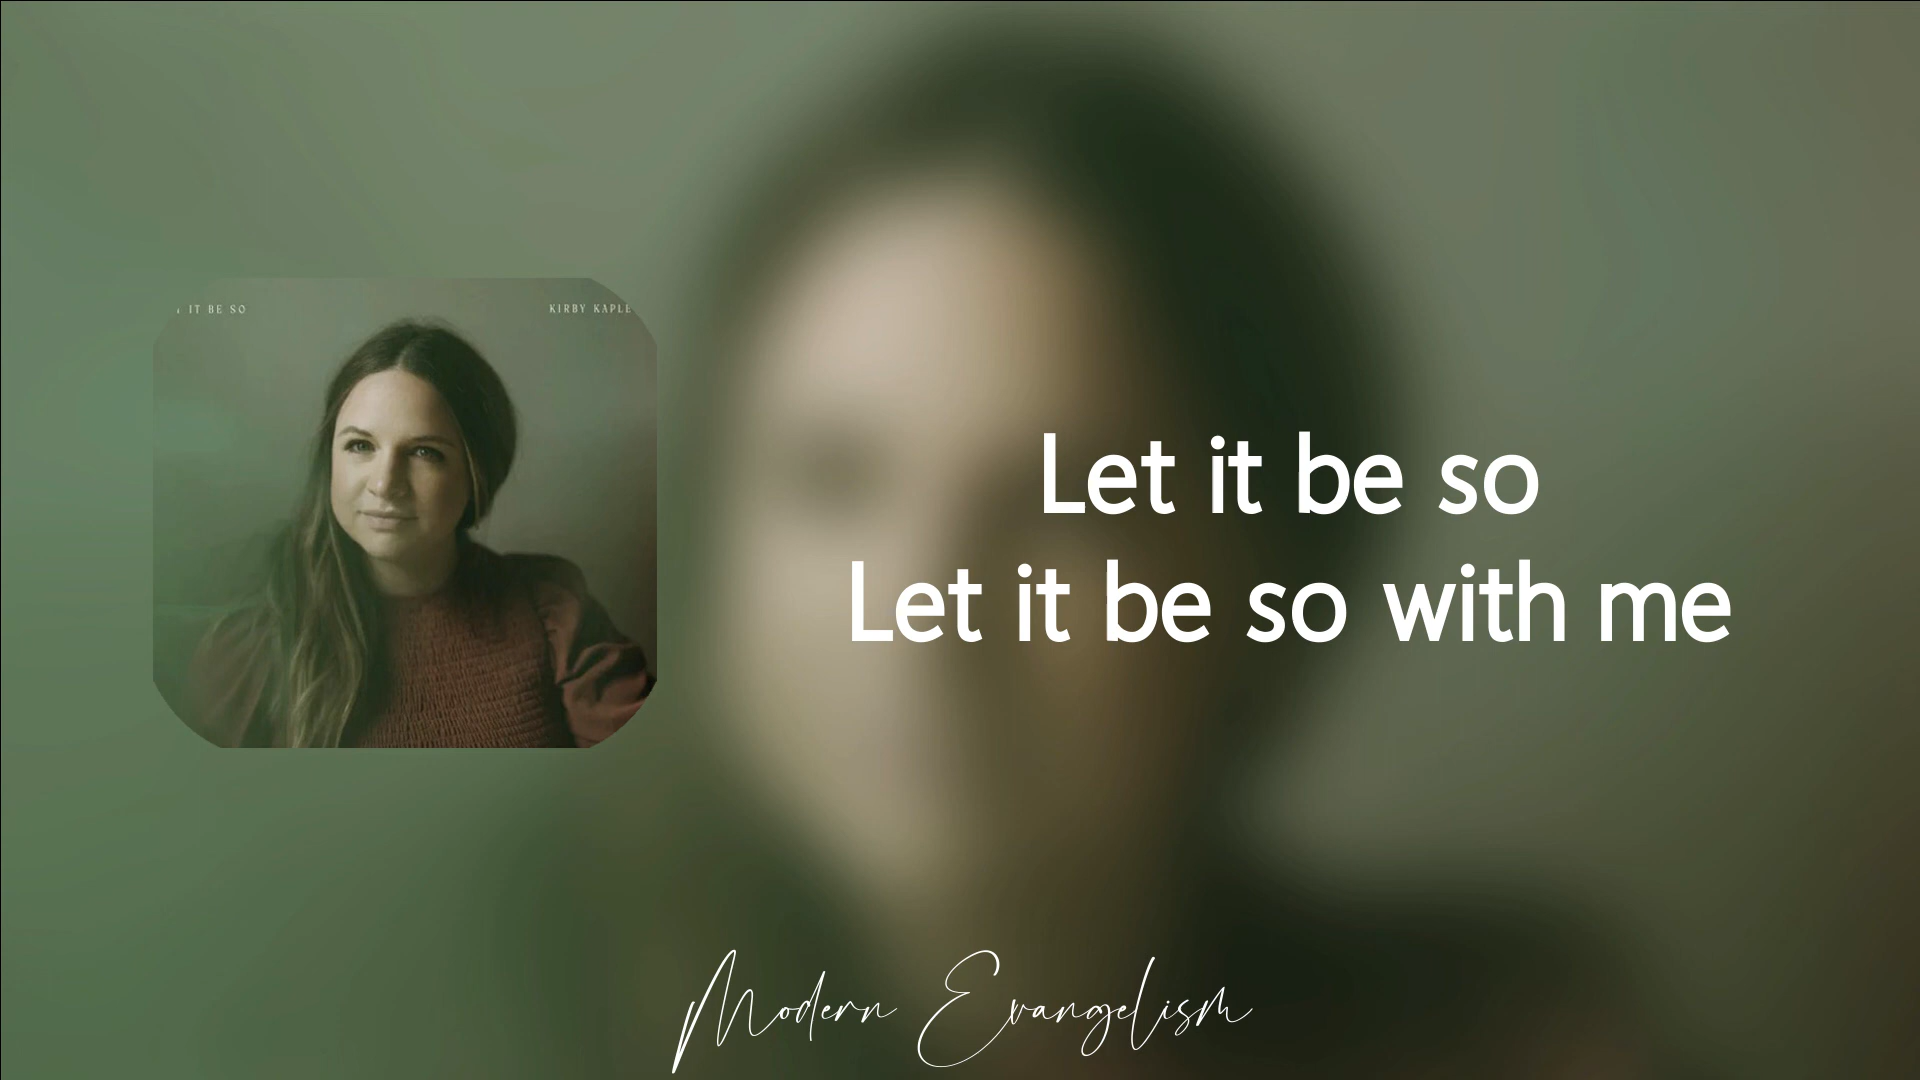 IT BE SO
KIRBY KAPLE
Let it be so
Let it be so with me
Modern Evangelism